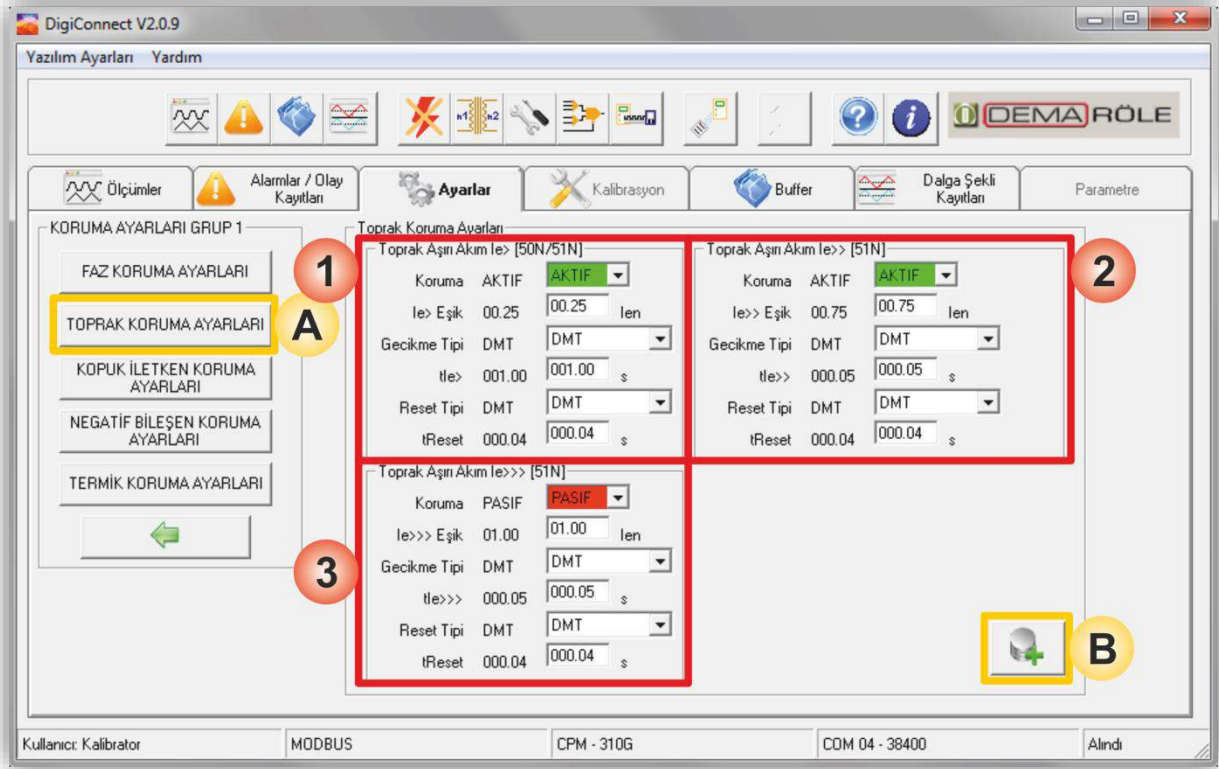 DigiConnect V2.0.9
Yazılım Ayarları Yardım
n1 n2
DEMA RÖLE
Ölçümler
Alarmlar / Olay
Kayıtları
Ayarlar
Kalibrasyon
Buffer
Dalga Şekli
Kayıtları
Parametre
KORUMA AYARLARI GRUP 1
FAZ KORUMA AYARLARI
TOPRAK KORUMA AYARLARI
A
KOPUK İLETKEN KORUMA
AYARLARI
NEGATİF BİLEŞEN KORUMA
AYARLARI
TERMİK KORUMA AYARLARI
Toprak Koruma Ayarları
1
Toprak Aşırı Akım Ie> [50N/51N]
Koruma AKTIF AKTIF
Ie> Eşik 00.25 00.25 Ien
Gecikme Tipi DMT DMT
tIe> 001.00 001.00 s
Reset Tipi DMT DMT
tReset 000.04 000.04 s
2
Toprak Aşırı Akım Ie>> [51N]
Koruma AKTIF AKTIF
Ie>> Eşik 00.75 00.75 Ien
Gecikme Tipi DMT DMT
tIe>> 000.05 000.05 s
Reset Tipi DMT DMT
tReset 000.04 000.04 s
3
Toprak Aşırı Akım Ie>>> [51N]
Koruma PASIF PASIF
Ie>>> Eşik 01.00 01.00 Ien
Gecikme Tipi DMT DMT
tIe>>> 000.05 000.05 s
Reset Tipi DMT DMT
tReset 000.04 000.04 s
B
Kullanıcı: Kalibrator
MODBUS
CPM - 310G
COM 04 - 38400
Alındı